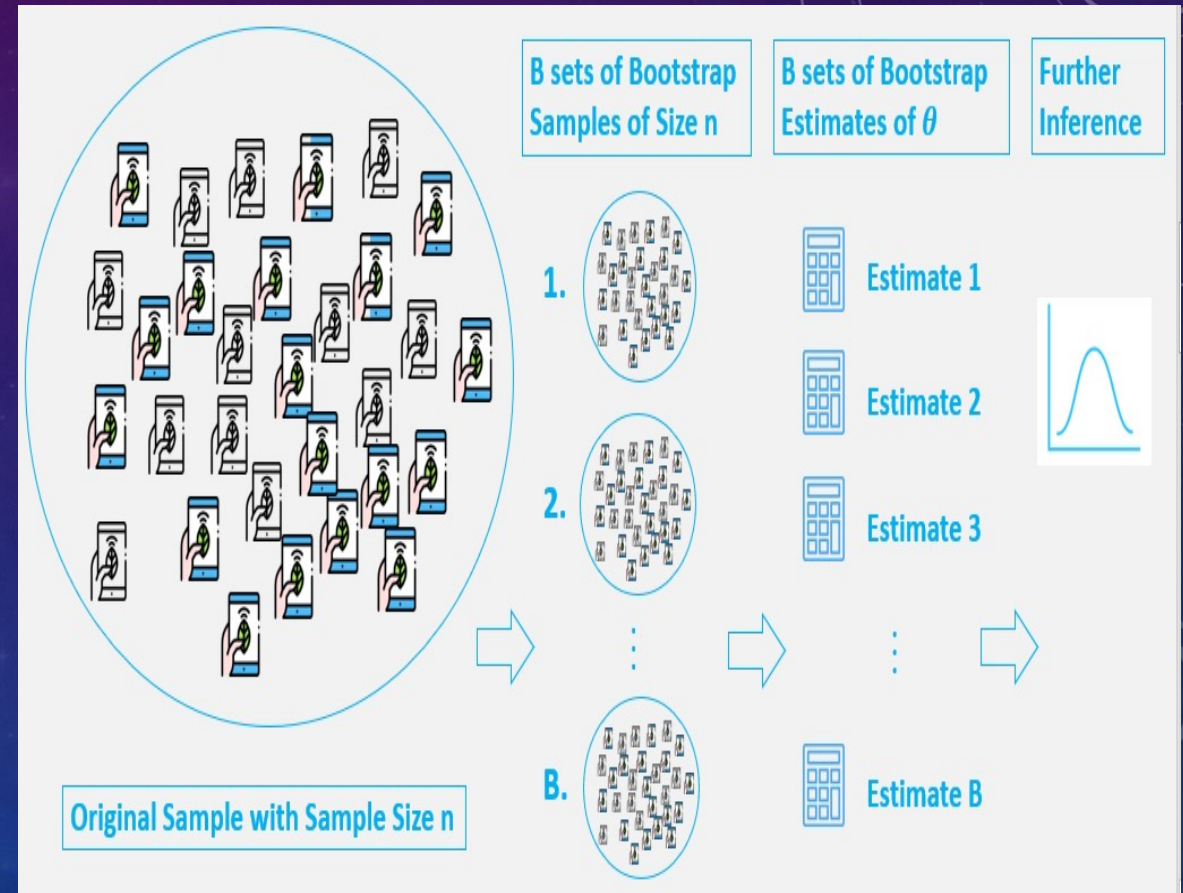 B sets of Bootstrap
Samples of Size n
B sets of Bootstrap
Estimates of θ
Further
Inference
1.
Estimate 1
Estimate 2
2.
Estimate 3
B.
Estimate B
Original Sample with Sample Size n